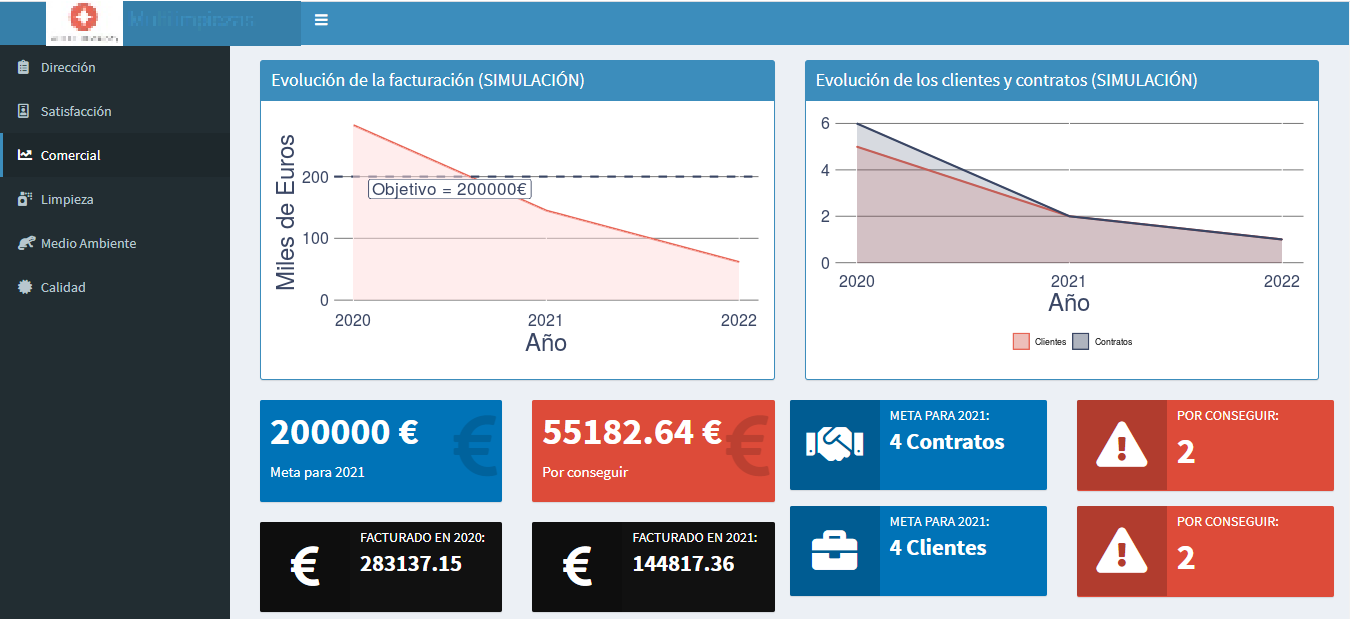 Dirección
Satisfacción
Comercial
Limpieza
Medio Ambiente
Calidad
Evolución de la facturación (SIMULACIÓN)
Miles de Euros
200
100
0
Objetivo = 200000€
2020 2021 2022
Año
Evolución de los clientes y contratos (SIMULACIÓN)
6
4
2
0
2020 2021 2022
Año
Clientes Contratos
200000 €
Meta para 2021
€
55182.64 €
Por conseguir
€
META PARA 2021:
4 Contratos
POR CONSEGUIR:
2
€
FACTURADO EN 2020:
283137.15
€
FACTURADO EN 2021:
144817.36
META PARA 2021:
4 Clientes
POR CONSEGUIR:
2